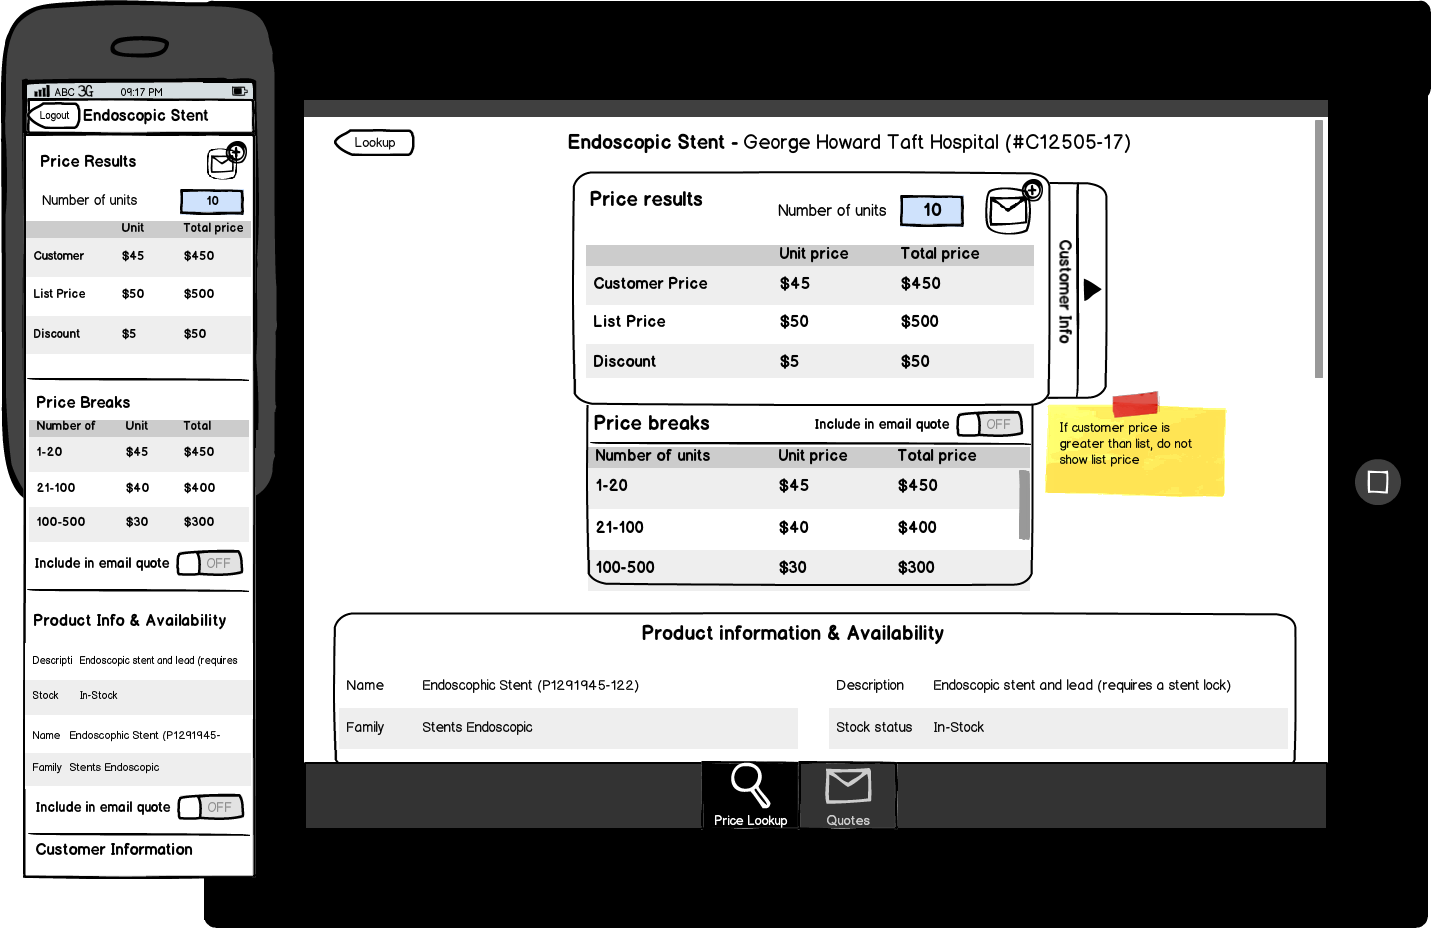 ABC 3G 09:17 PM
Logout Endoscopic Stent
Price Results
Number of units 10
Unit Total price
Customer $45 $450
List Price $50 $500
Discount $5 $50
Price Breaks
Number of Unit Total
1-20 $45 $450
21-100 $40 $400
100-500 $30 $300
Include in email quote OFF
Product Info & Availability
Descripti Endoscopic stent and lead (requires
Stock In-Stock
Name Endoscophic Stent (P1291945-
Family Stents Endoscopic
Include in email quote OFF
Customer Information
Lookup Endoscopic Stent - George Howard Taft Hospital (#C12505-17)
Price results
Number of units 10
Unit price Total price
Customer Price $45 $450
List Price $50 $500
Discount $5 $50
Customer Info
Price breaks Include in email quote OFF
Number of units Unit price Total price
1-20 $45 $450
21-100 $40 $400
100-500 $30 $300
If customer price is
greater than list, do not
show list price
Product information & Availability
Name Endoscophic Stent (P1291945-122) Description Endoscopic stent and lead (requires a stent lock)
Family Stents Endoscopic Stock status In-Stock
Price Lookup Quotes